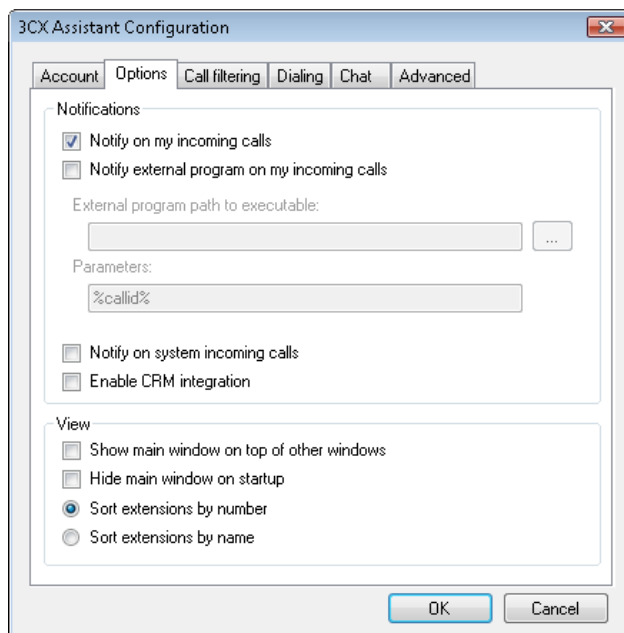 3CX Assistant Configuration
Account Options Call filtering Dialing Chat Advanced
Notifications
Notify on my incoming calls
Notify external program on my incoming calls
External program path to executable:
...
Parameters:
%callid%
Notify on system incoming calls
Enable CRM integration
View
Show main window on top of other windows
Hide main window on startup
Sort extensions by number
Sort extensions by name
OK Cancel